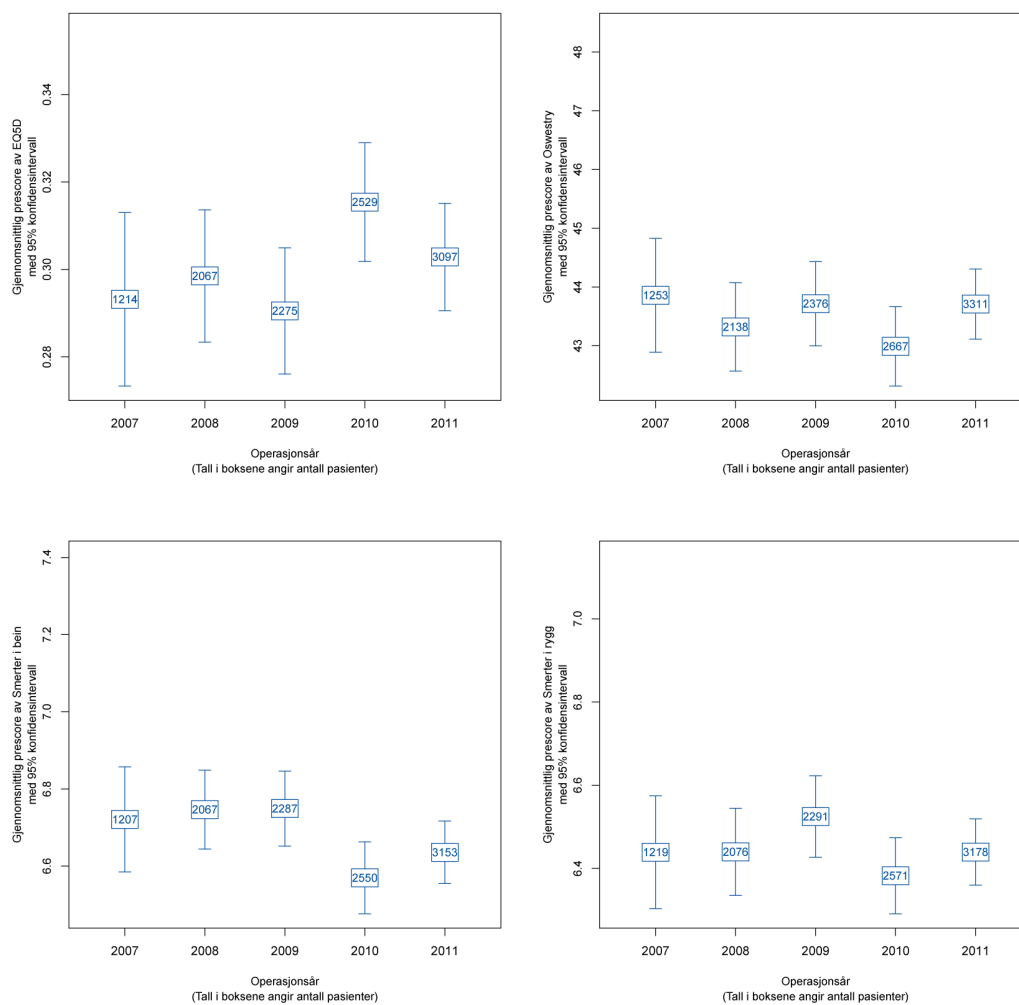 Gjennomsnittlig prescore av EQ5D
med 95% konfidensintervall
0.34
0.32
0.30
0.28
1214
2067
2275
2529
3097
2007 2008 2009 2010 2011
Operasjonsår
(Tall i boksene angir antall pasienter)
Gjennomsnittlig prescore av Oswestry
med 95% konfidensintervall
48
47
46
45
44
43
1253
2138
2376
2667
3311
2007 2008 2009 2010 2011
Operasjonsår
(Tall i boksene angir antall pasienter)
Gjennomsnittlig prescore av Smerter i bein
med 95% konfidensintervall
7.4
7.2
7.0
6.8
6.6
1207
2067
2287
2550
3153
2007 2008 2009 2010 2011
Operasjonsår
(Tall i boksene angir antall pasienter)
Gjennomsnittlig prescore av Smerter i rygg
med 95% konfidensintervall
7.0
6.8
6.6
6.4
1219
2076
2291
2571
3178
2007 2008 2009 2010 2011
Operasjonsår
(Tall i boksene angir antall pasienter)